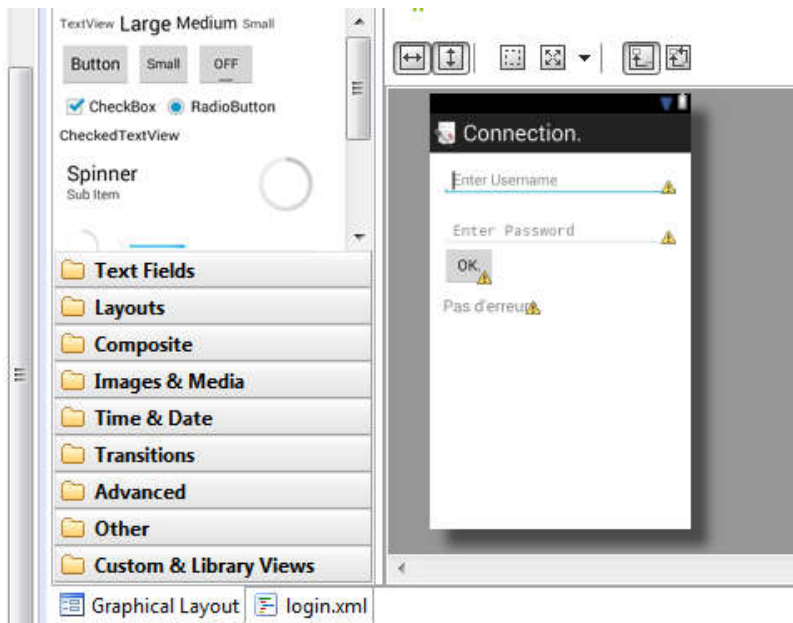 TextView Large Medium Small
Button Small OFF
CheckBox RadioButton
CheckedTextView
Spinner
Sub Item
Text Fields
Layouts
Composite
Images & Media
Time & Date
Transitions
Advanced
Other
Custom & Library Views
Graphical Layout login.xml
Connection.
Enter Username
Enter Password
OK.
Pas d'erreur